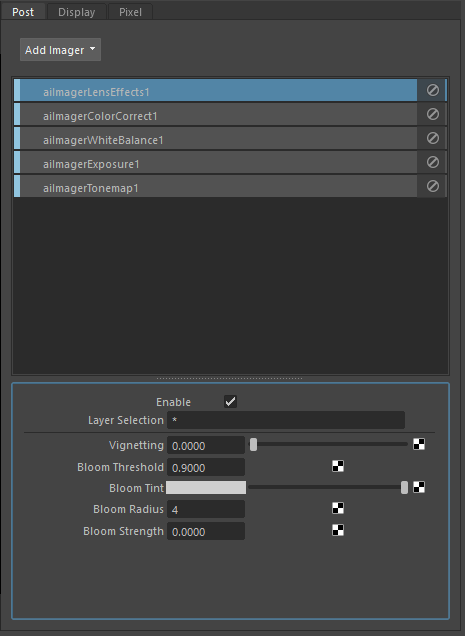 Post Display Pixel
Add Imager
aiImagerLensEffects1
aiImagerColorCorrect1
aiImagerWhiteBalance1
aiImagerExposure1
aiImagerTonemap1
Enable
Layer Selection *
Vignetting 0.0000
Bloom Threshold 0.9000
Bloom Tint
Bloom Radius 4
Bloom Strength 0.0000